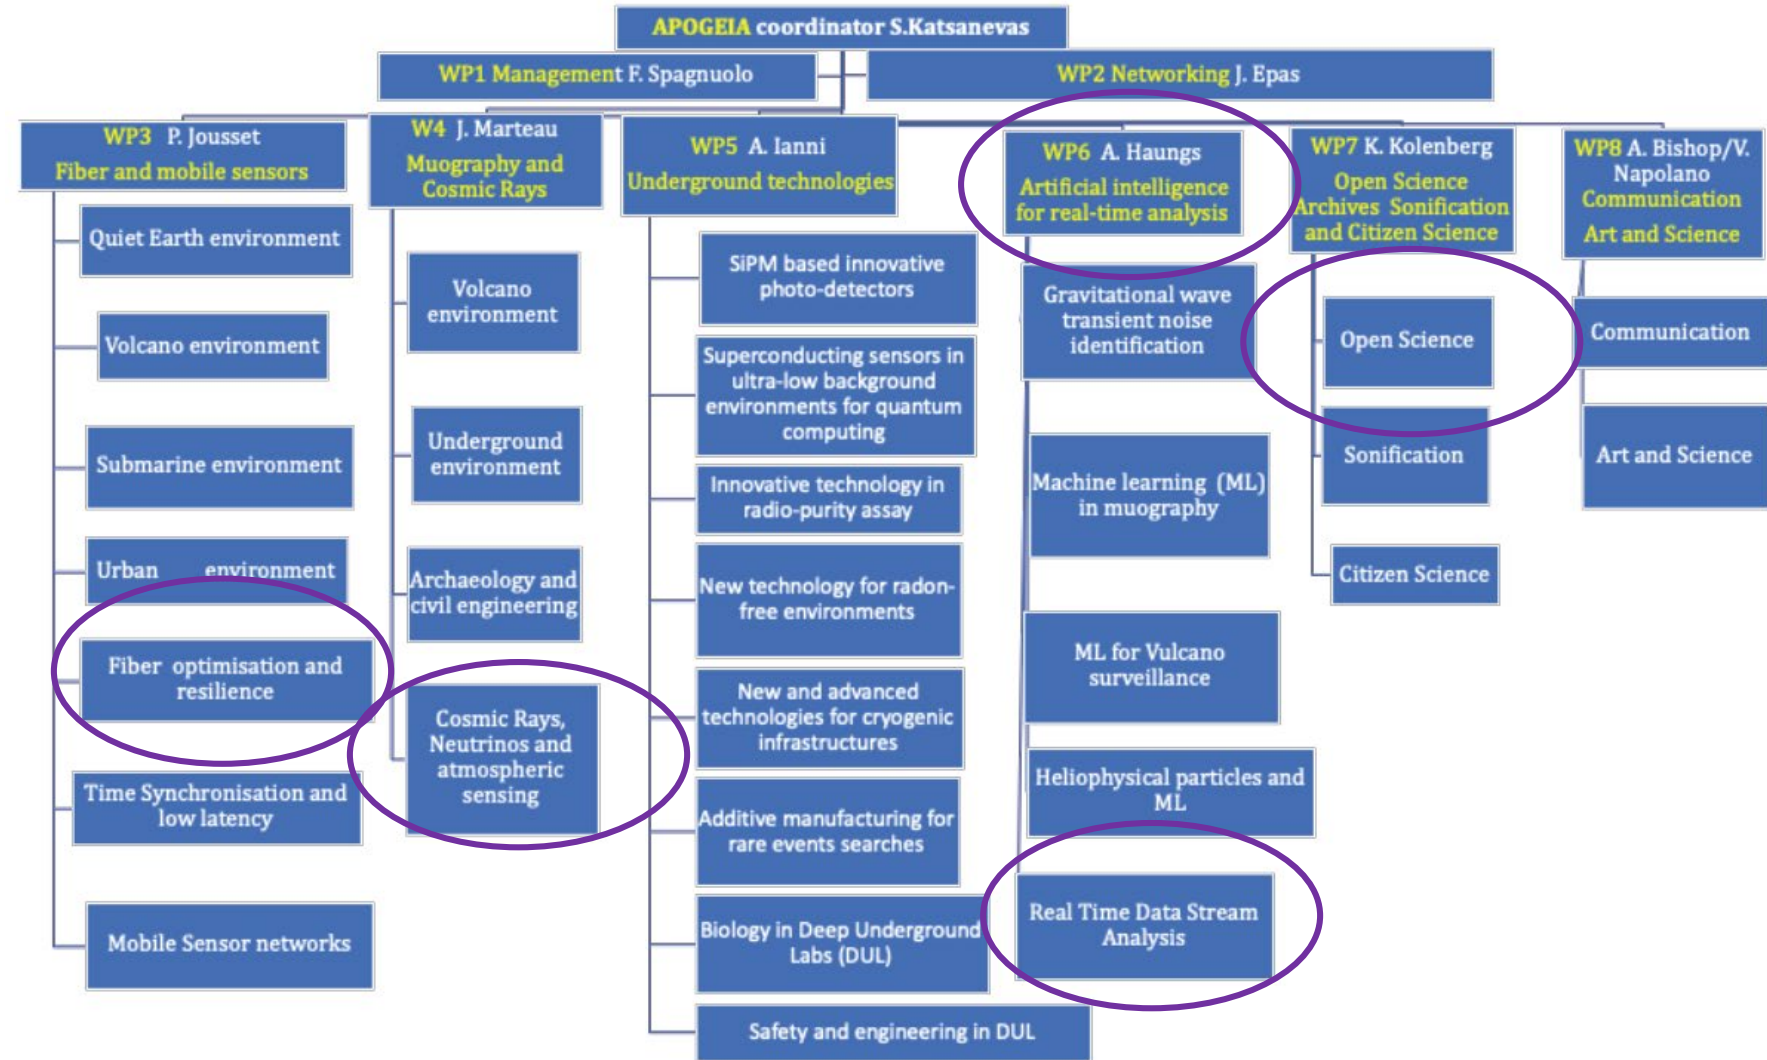 APOGEIA coordinator S.Katsanevas
WP1 Management F. Spagnuolo
WP2 Networking J. Epas
WP3 P. Jousset
Fiber and mobile sensors
Quiet Earth environment
Volcano environment
Submarine environment
Urban environment
Fiber optimisation and
resilience
Time Synchronisation and
low latency
Mobile Sensor networks
W4 J. Marteau
Muography and
Cosmic Rays
Volcano
environment
Underground
environment
Archaeology and
civil engineering
Cosmic Rays,
Neutrinos and
atmospheric
sensing
WP5 A. Ianni
Underground technologies
SiPM based innovative
photo-detectors
Superconducting sensors in
ultra-low background
environments for quantum
computing
Innovative technology in
radio-purity assay
New technology for radon-
free environments
New and advanced
technologies for cryogenic
infrastructures
Additive manufacturing for
rare events searches
Biology in Deep Underground
Labs (DUL)
Safety and engineering in DUL
WP6 A. Haungs
Artificial intelligence
for real-time analysis
Gravitational wave
transient noise
identification
Machine learning (ML)
in muography
ML for Vulcano
surveillance
Heliophysical particles and
ML
Real Time Data Stream
Analysis
WP7 K. Kolenberg
Open Science
Archives Sonification
and Citizen Science
Open Science
Sonification
Citizen Science
WP8 A. Bishop/V.
Napolano
Communication
Art and Science
Communication
Art and Science